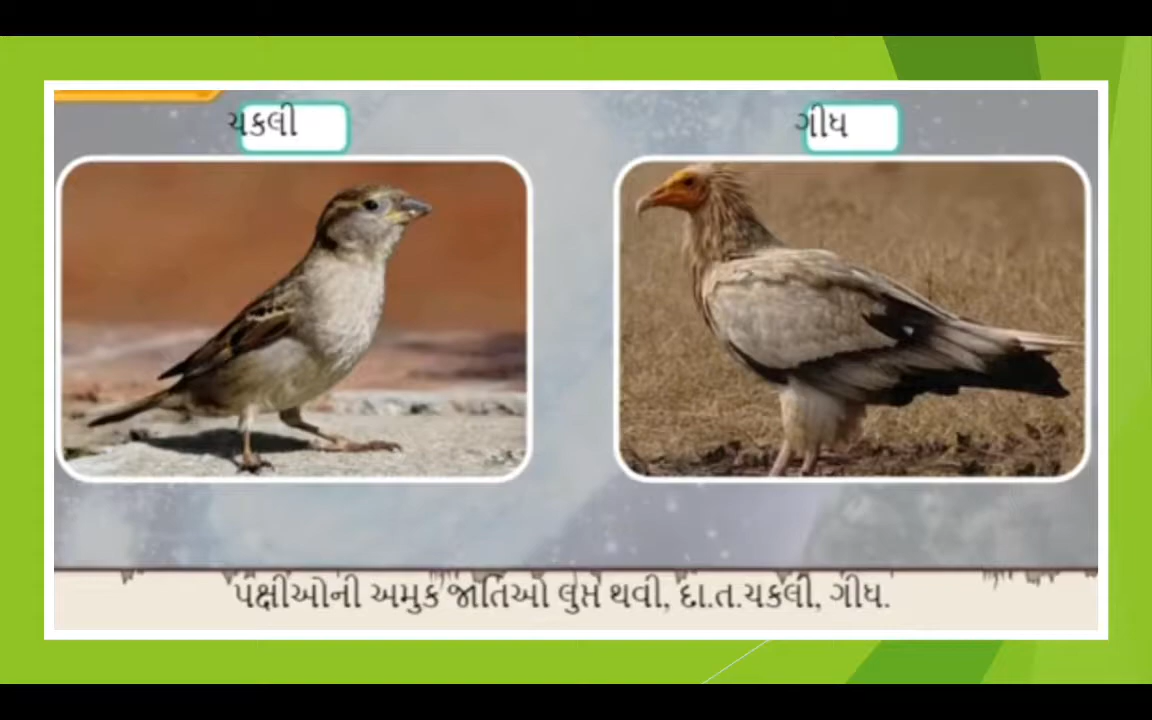 ચકલી
ગીધ
પક્ષીઓની અમુક જાતિઓ લુપ્ત થવી, દા.ત.ચકલી, ગીધ.